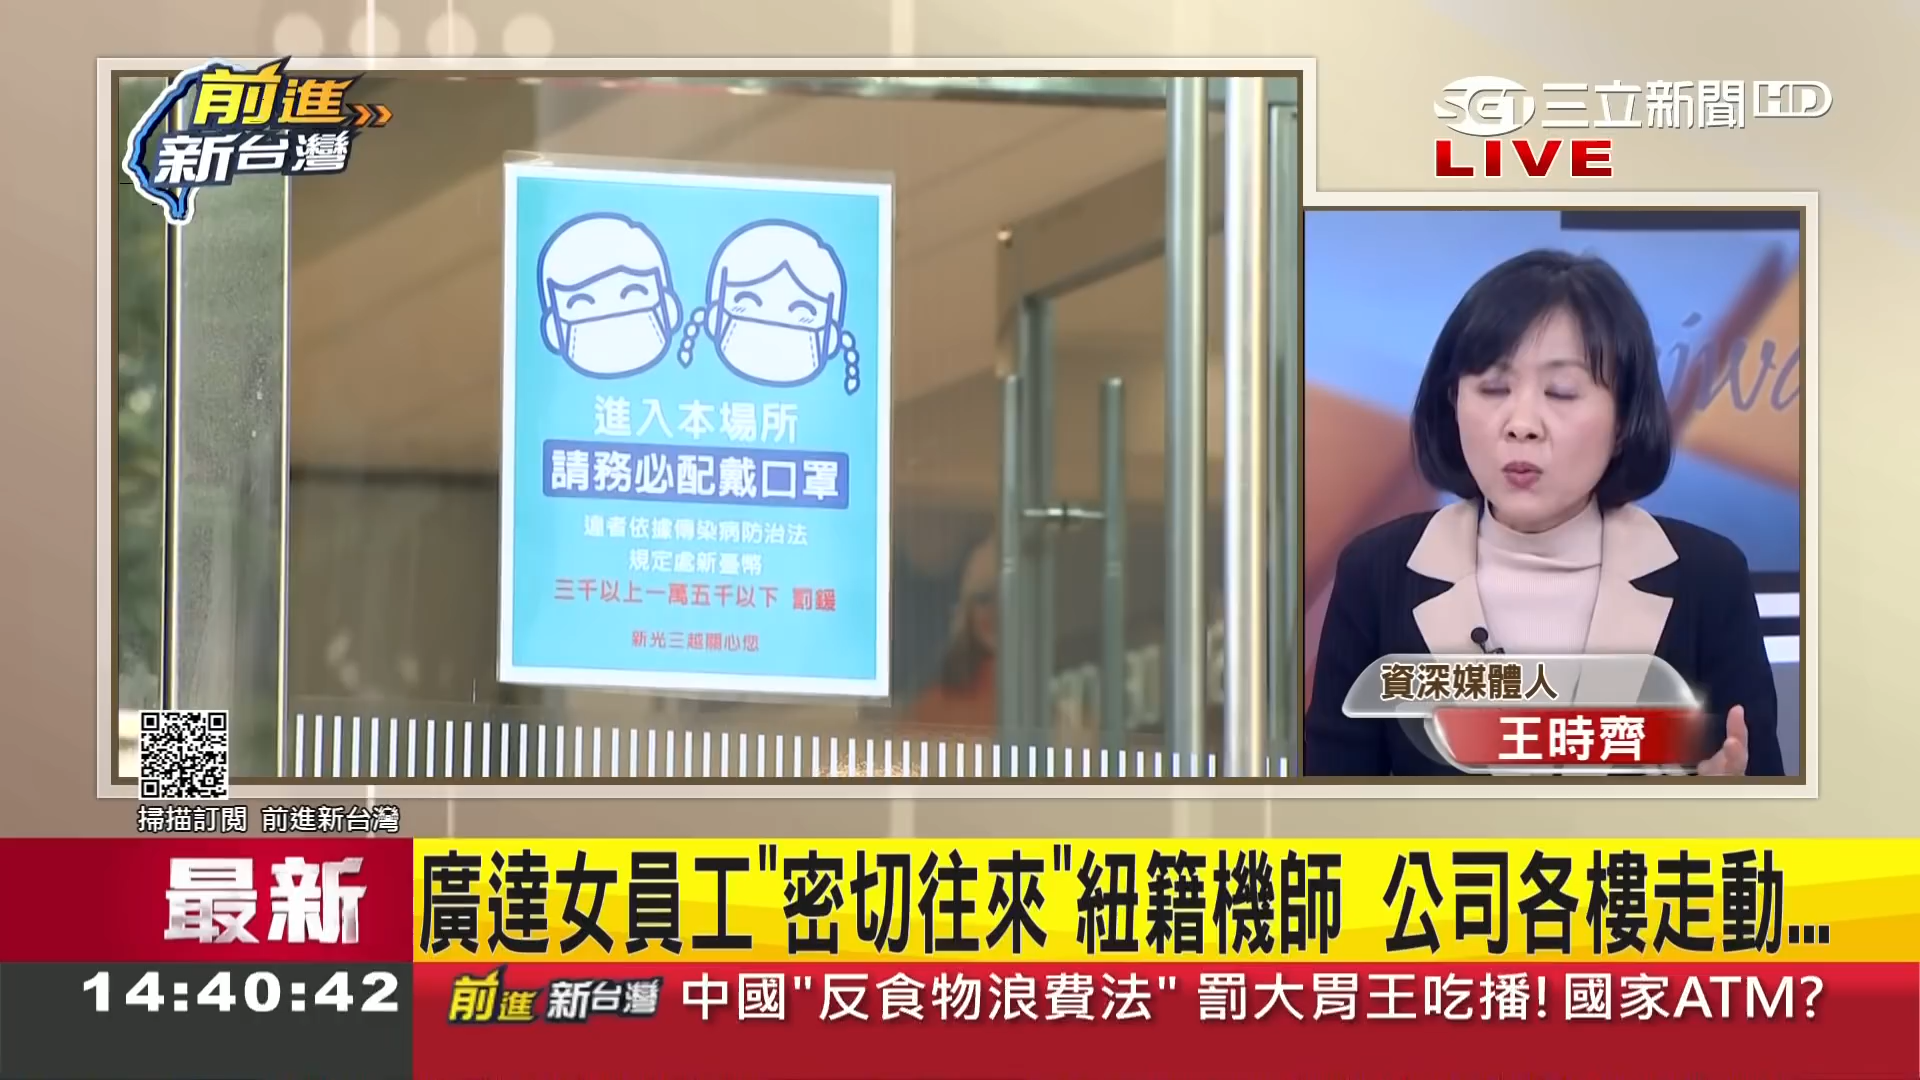 前進
新台灣
SET三立新聞HD
LIVE
進入本場所
請務必配戴口罩
違者依據傳染病防治法
規定處新臺幣
三千以上一萬五千以下 罰鍰
新光三越關心您
資深媒體人
王時齊
掃描訂閱 前進新台灣
最新
廣達女員工"密切往來"紐籍機師 公司各樓走動...
14:40:42
前進新台灣 中國"反食物浪費法" 罰大胃王吃播!國家ATM?